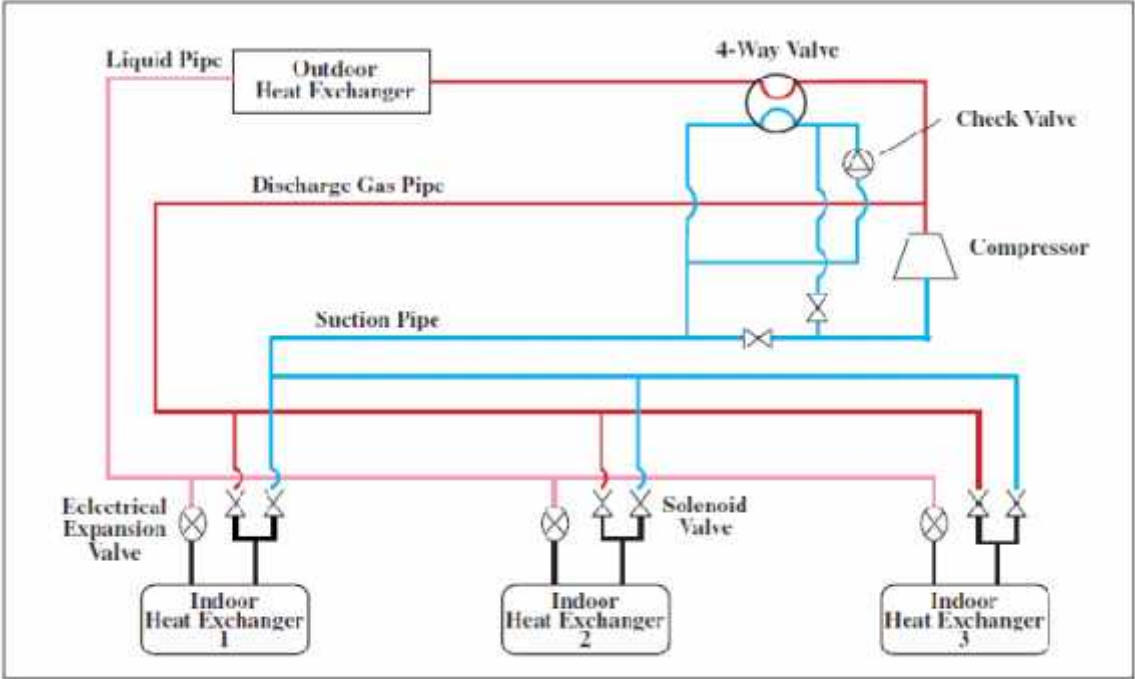 Liquid Pipe
Outdoor
Heat Exchanger
4-Way Valve
Check Valve
Discharge Gas Pipe
Compressor
Suction Pipe
Eclectrical
Expansion
Valve
Solenoid
Valve
Indoor
Heat Exchanger
1
Indoor
Heat Exchanger
2
Indoor
Heat Exchanger
3